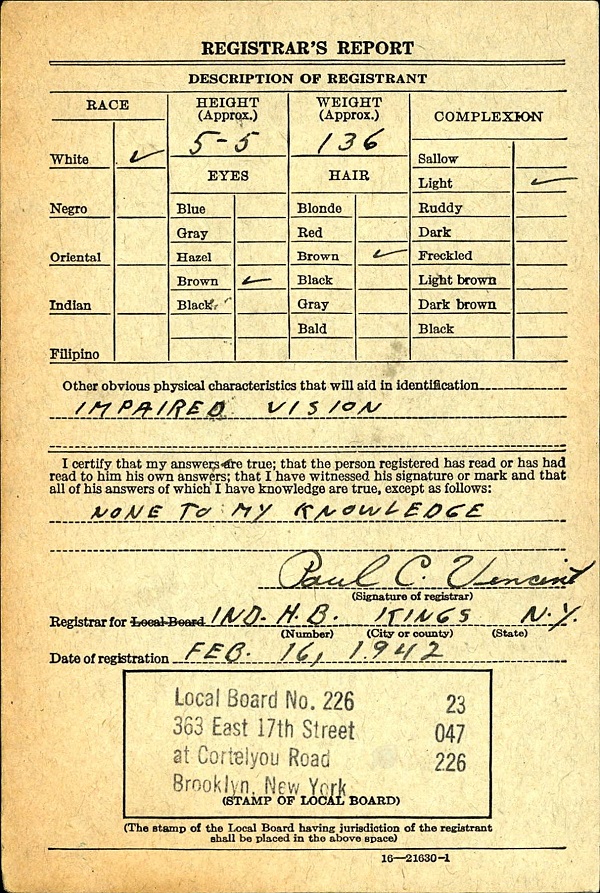 REGISTRAR'S REPORT
DESCRIPTION OF REGISTRANT
RACE
HEIGHT
(Approx.)
WEIGHT
(Approx.)
COMPLEXION
5-5
136
White ✓
EYES
HAIR
Sallow
Light ✓
Negro
Blue
Blonde
Ruddy
Gray
Red
Dark
Oriental
Hazel
Brown ✓
Freckled
Brown ✓
Black
Light brown
Indian
Black
Gray
Dark brown
Bald
Black
Filipino
Other obvious physical characteristics that will aid in identification
IMPAIRED VISION
I certify that my answers are true; that the person registered has read or has had
read to him his own answers; that I have witnessed his signature or mark and that
all of his answers of which I have knowledge are true, except as follows:
NONE TO MY KNOWLEDGE
Paul C. Vencint
(Signature of registrar)
Registrar for Local Board IND. H.B. KINGS N.Y.
(Number) (City or county) (State)
Date of registration FEB. 16, 1942
Local Board No. 226 23
363 East 17th Street 047
at Cortelyou Road 226
Brooklyn, New York
(STAMP OF LOCAL BOARD)
(The stamp of the Local Board having jurisdiction of the registrant
shall be placed in the above space)
16—21630-1